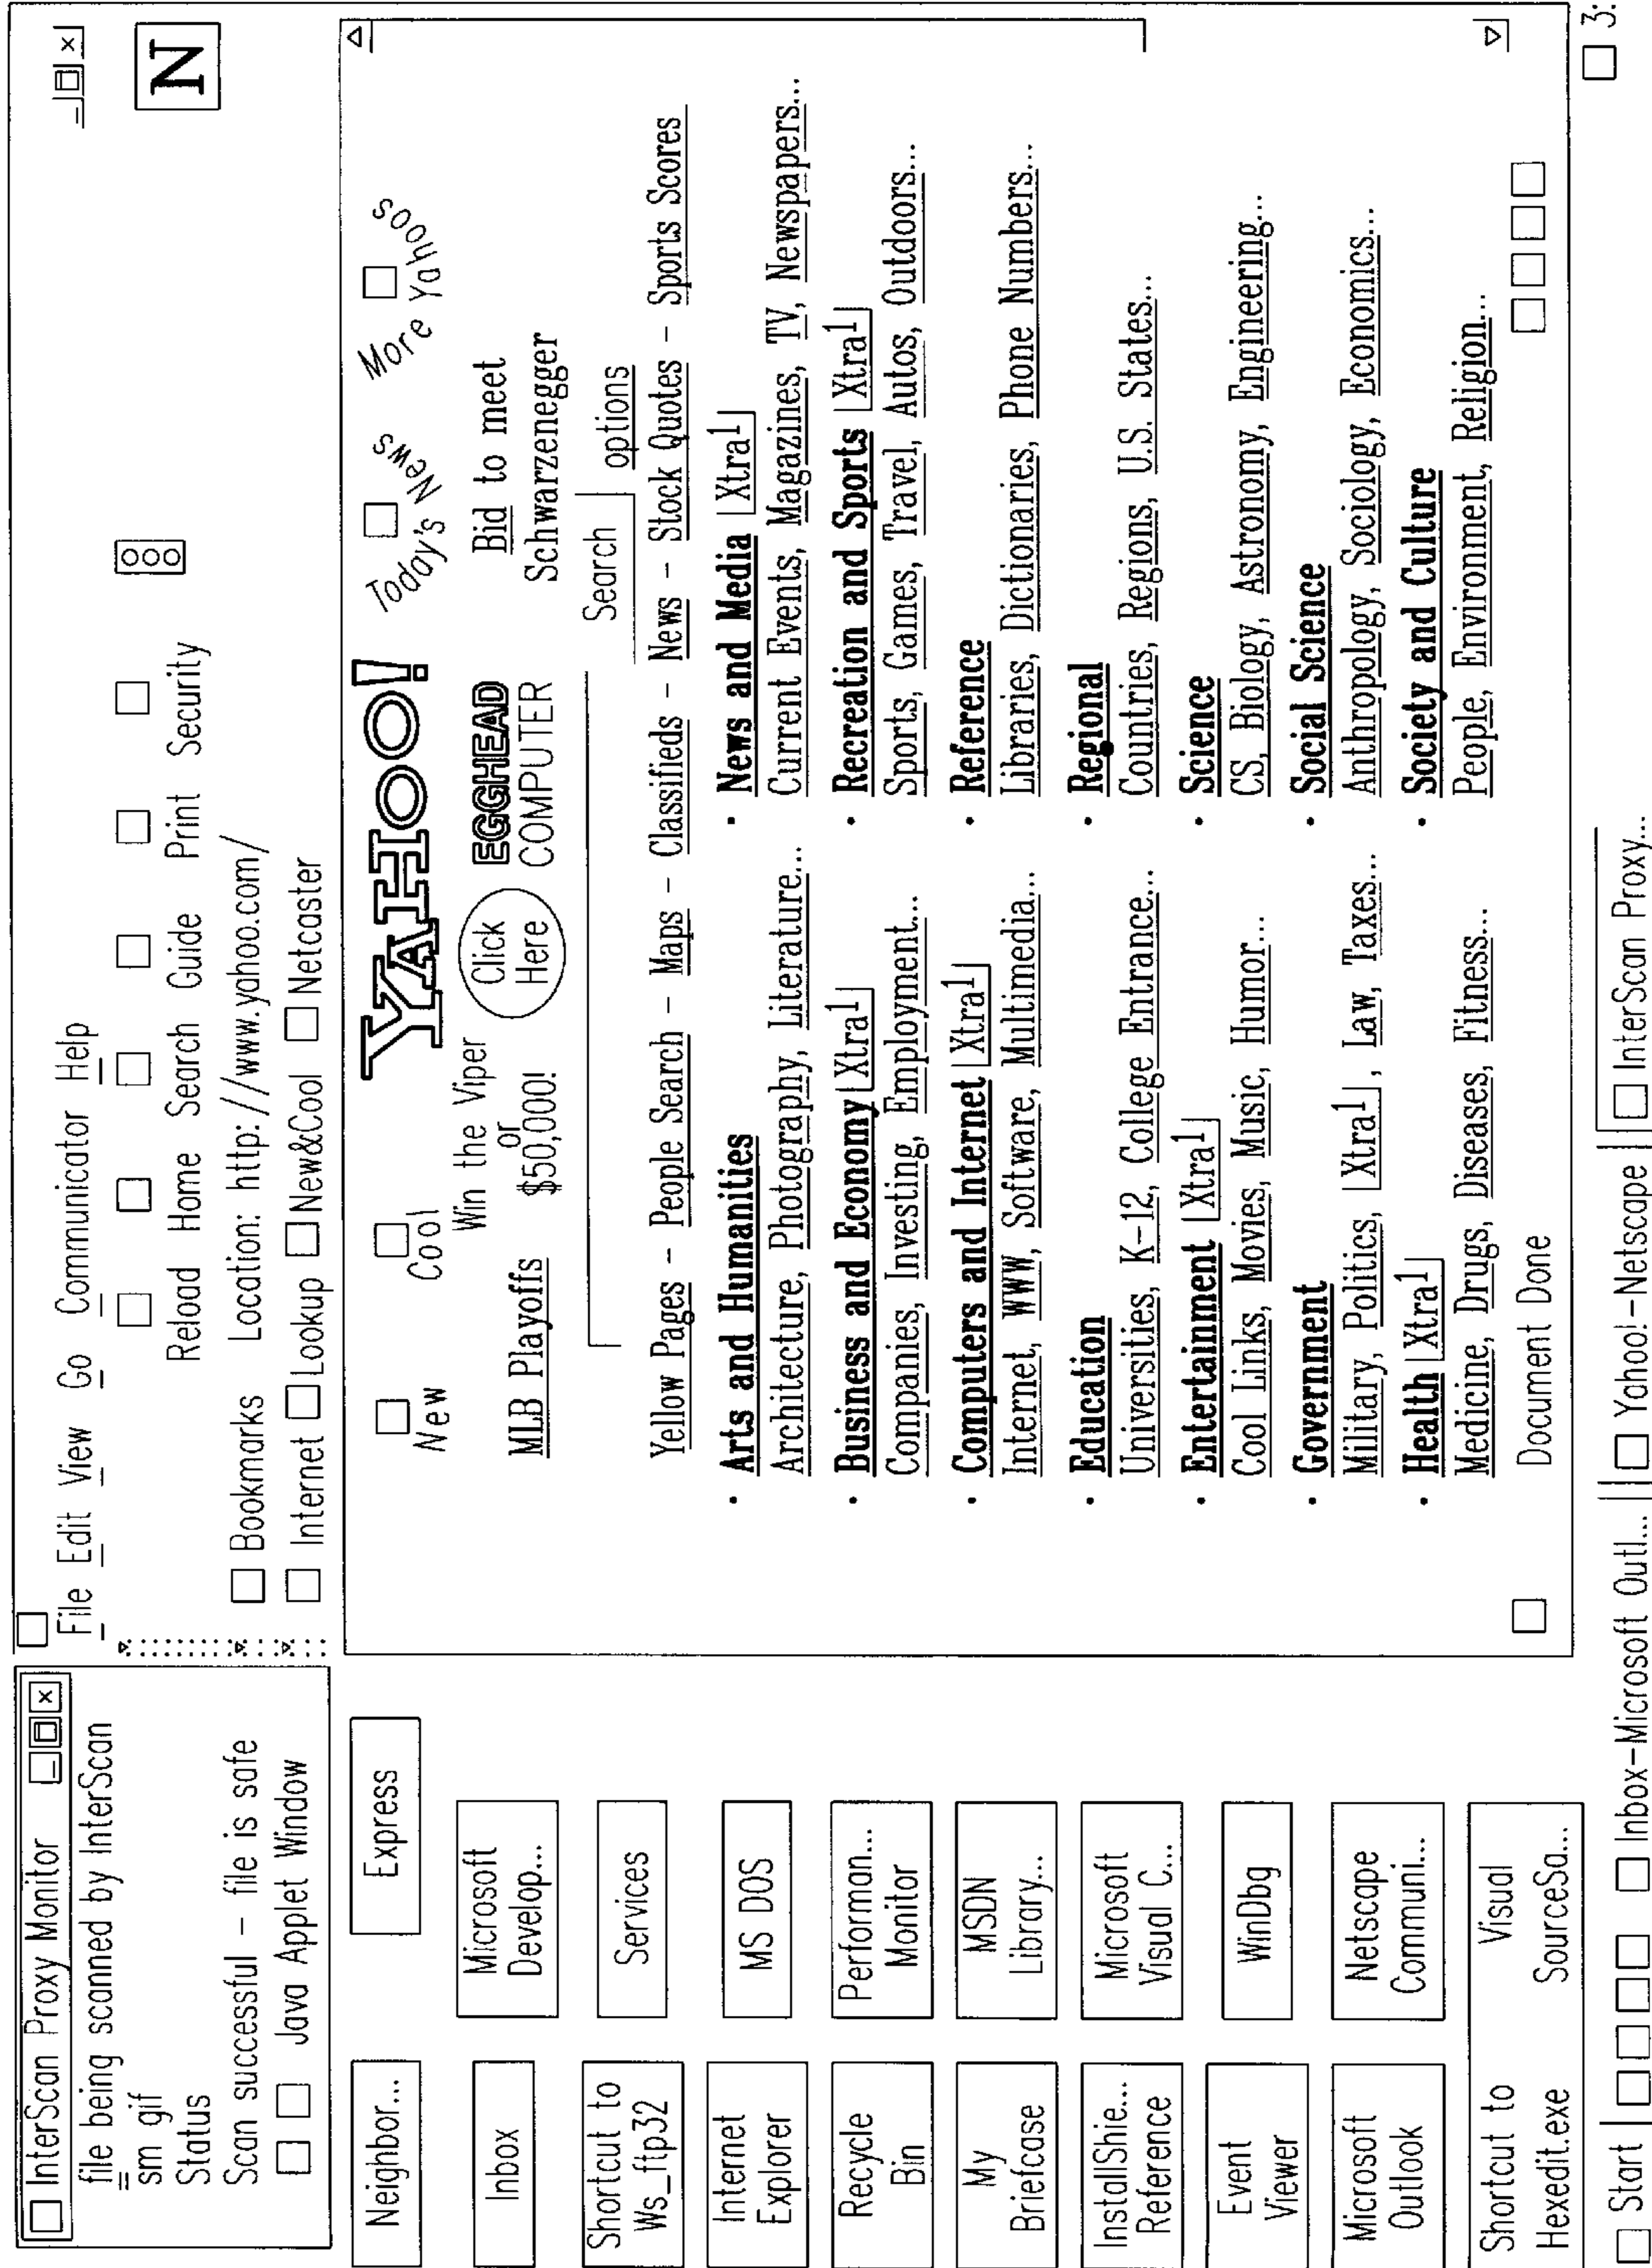 InterScan Proxy Monitor
file being scanned by InterScan
sm gif
Status
Scan successful - file is safe
Java Applet Window
Neighbor...
Express
Inbox
Microsoft
Develop...
Shortcut to
Ws_ftp32
Services
Internet
Explorer
MS DOS
Recycle
Bin
Performan...
Monitor
My
Briefcase
MSDN
Library...
InstallShie...
Reference
Microsoft
Visual C...
Event
Viewer
WinDbg
Microsoft
Outlook
Netscape
Communi...
Shortcut to
Hexedit.exe
Visual
SourceSa...
File Edit View Go Communicator Help
N
Reload Home Search Guide Print Security
Bookmarks Location: http: //www.yahoo.com/
Internet Lookup New&Cool Netcaster
New Cool YAHOO! Today's News More Yahoos
MLB Playoffs
Win the Viper
or
$50,000!
Click
Here
EGGHEAD
COMPUTER
Bid to meet
Schwarzenegger
Search options
Yellow Pages - People Search - Maps - Classifieds - News - Stock Quotes - Sports Scores
• Arts and Humanities
Architecture, Photography, Literature...
• Business and Economy Xtra!
Companies, Investing, Employment...
• Computers and Internet Xtra!
Internet, WWW, Software, Multimedia...
• Education
Universities, K-12, College Entrance...
• Entertainment Xtra!
Cool Links, Movies, Music, Humor...
• Government
Military, Politics, Xtra!, Law, Taxes...
• Health Xtra!
Medicine, Drugs, Diseases, Fitness...
• News and Media Xtra!
Current Events, Magazines, TV, Newspapers...
• Recreation and Sports Xtra!
Sports, Games, Travel, Autos, Outdoors...
• Reference
Libraries, Dictionaries, Phone Numbers...
• Regional
Countries, Regions, U.S. States...
• Science
CS, Biology, Astronomy, Engineering...
• Social Science
Anthropology, Sociology, Economics...
• Society and Culture
People, Environment, Religion...
Document Done
Start Inbox-Microsoft Outl... Yahoo!-Netscape InterScan Proxy... 3: